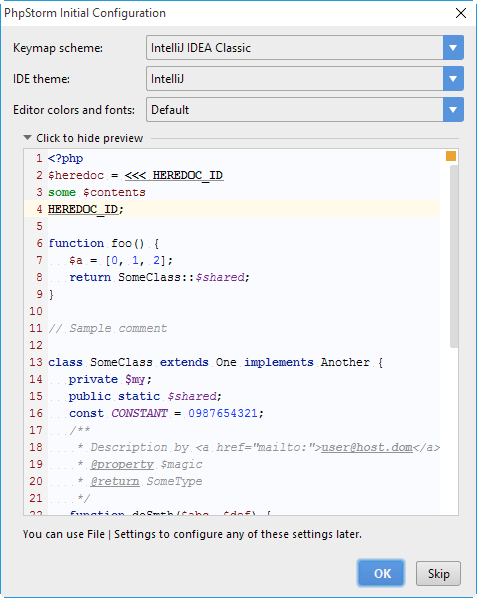 PhpStorm Initial Configuration
Keymap scheme: IntelliJ IDEA Classic
IDE theme: IntelliJ
Editor colors and fonts: Default
Click to hide preview
1 <?php
2 $heredoc = <<< HEREDOC_ID
3 some $contents
4 HEREDOC_ID;
5
6 function foo() {
7 $a = [0, 1, 2];
8 return SomeClass::$shared;
9 }
10
11 // Sample comment
12
13 class SomeClass extends One implements Another {
14 private $my;
15 public static $shared;
16 const CONSTANT = 0987654321;
17 /**
18 * Description by <a href="mailto:">user@host.dom</a>
19 * @property $magic
20 * @return SomeType
21 */
22 function doSmth($abc, $def) {
You can use File | Settings to configure any of these settings later.
OK Skip